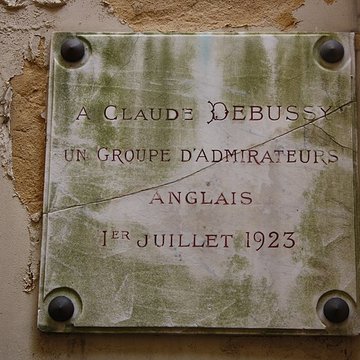 A CLAUDE DEBUSSY
UN GROUPE D'ADMIRATEURS
ANGLAIS
1ER JUILLET 1923